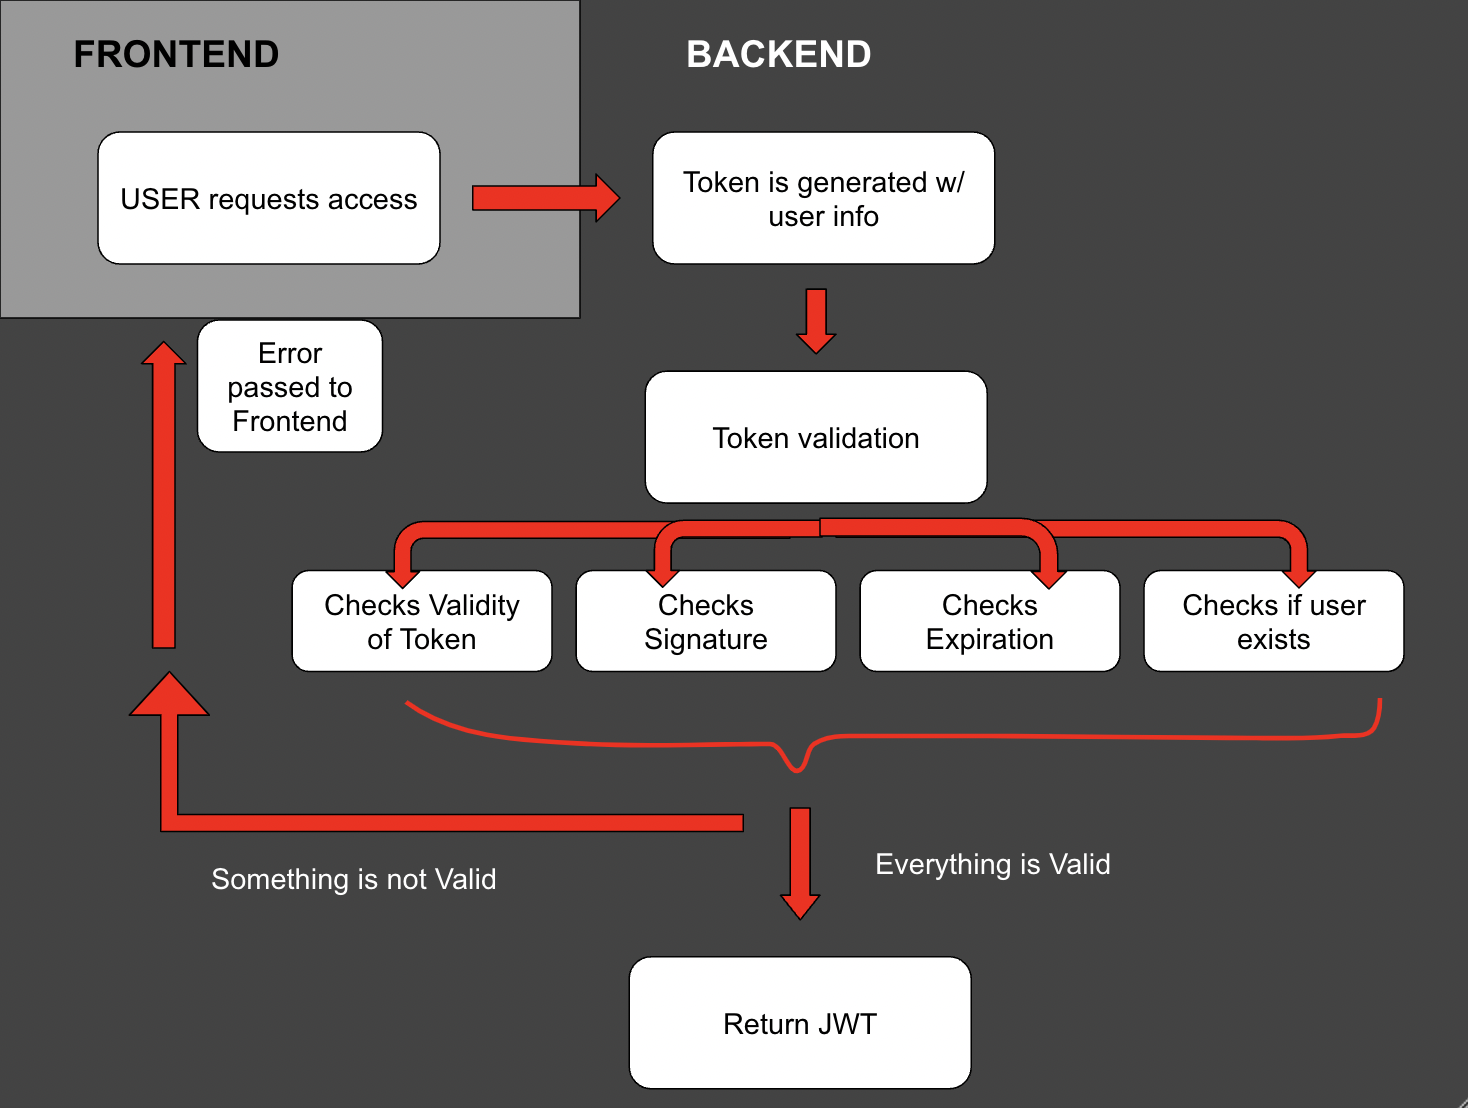 FRONTEND
BACKEND
USER requests access
Token is generated w/
user info
Error
passed to
Frontend
Token validation
Checks Validity
of Token
Checks
Signature
Checks
Expiration
Checks if user
exists
Something is not Valid
Everything is Valid
Return JWT